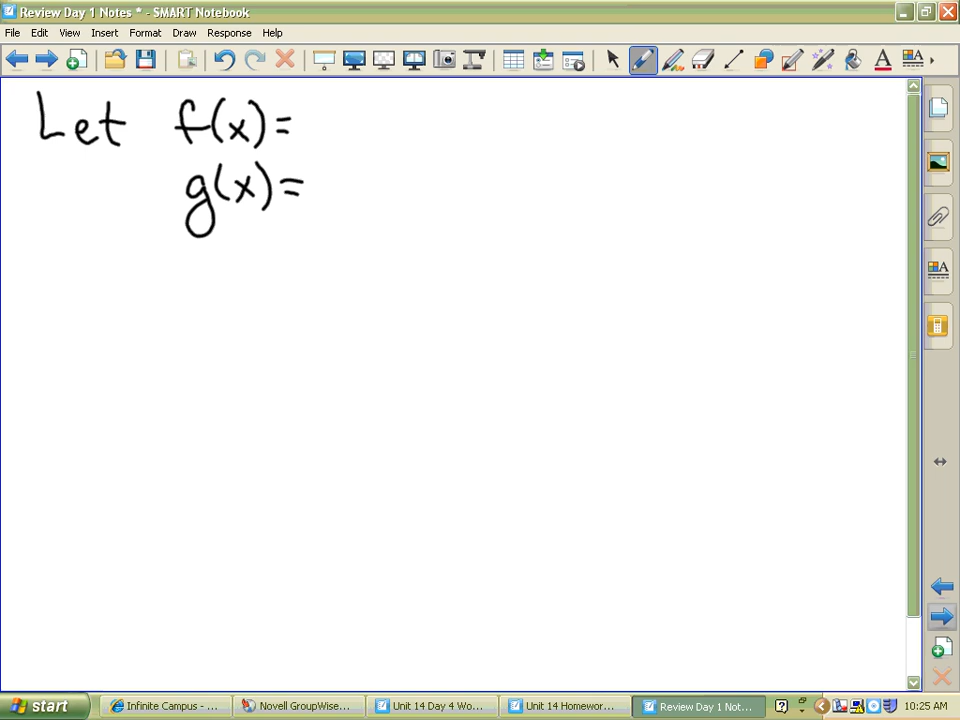 Review Day 1 Notes * - SMART Notebook
File Edit View Insert Format Draw Response Help
Let f(x)=
g(x)=
start Infinite Campus - ... Novell GroupWise... Unit 14 Day 4 Wo... Unit 14 Homewor... Review Day 1 Not... 10:25 AM